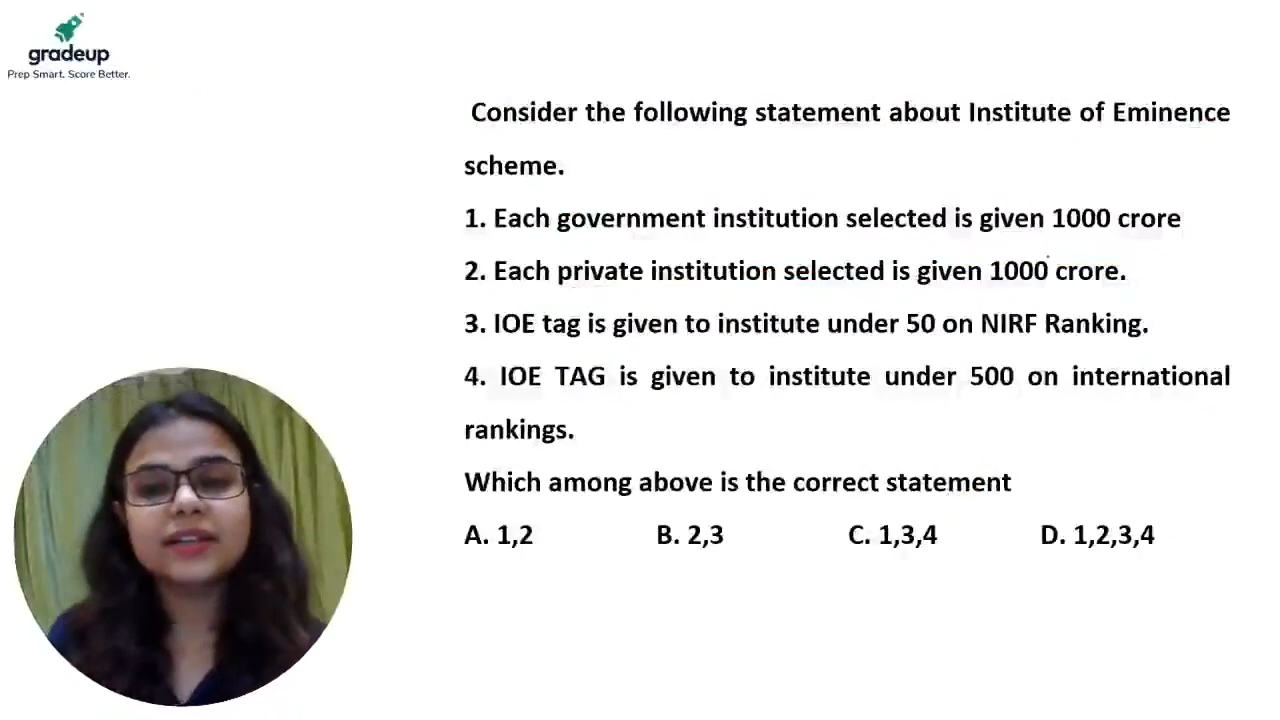 gradeup
Prep Smart. Score Better.
Consider the following statement about Institute of Eminence
scheme.
1. Each government institution selected is given 1000 crore
2. Each private institution selected is given 1000 crore.
3. IOE tag is given to institute under 50 on NIRF Ranking.
4. IOE TAG is given to institute under 500 on international
rankings.
Which among above is the correct statement
A. 1,2 B. 2,3 C. 1,3,4 D. 1,2,3,4